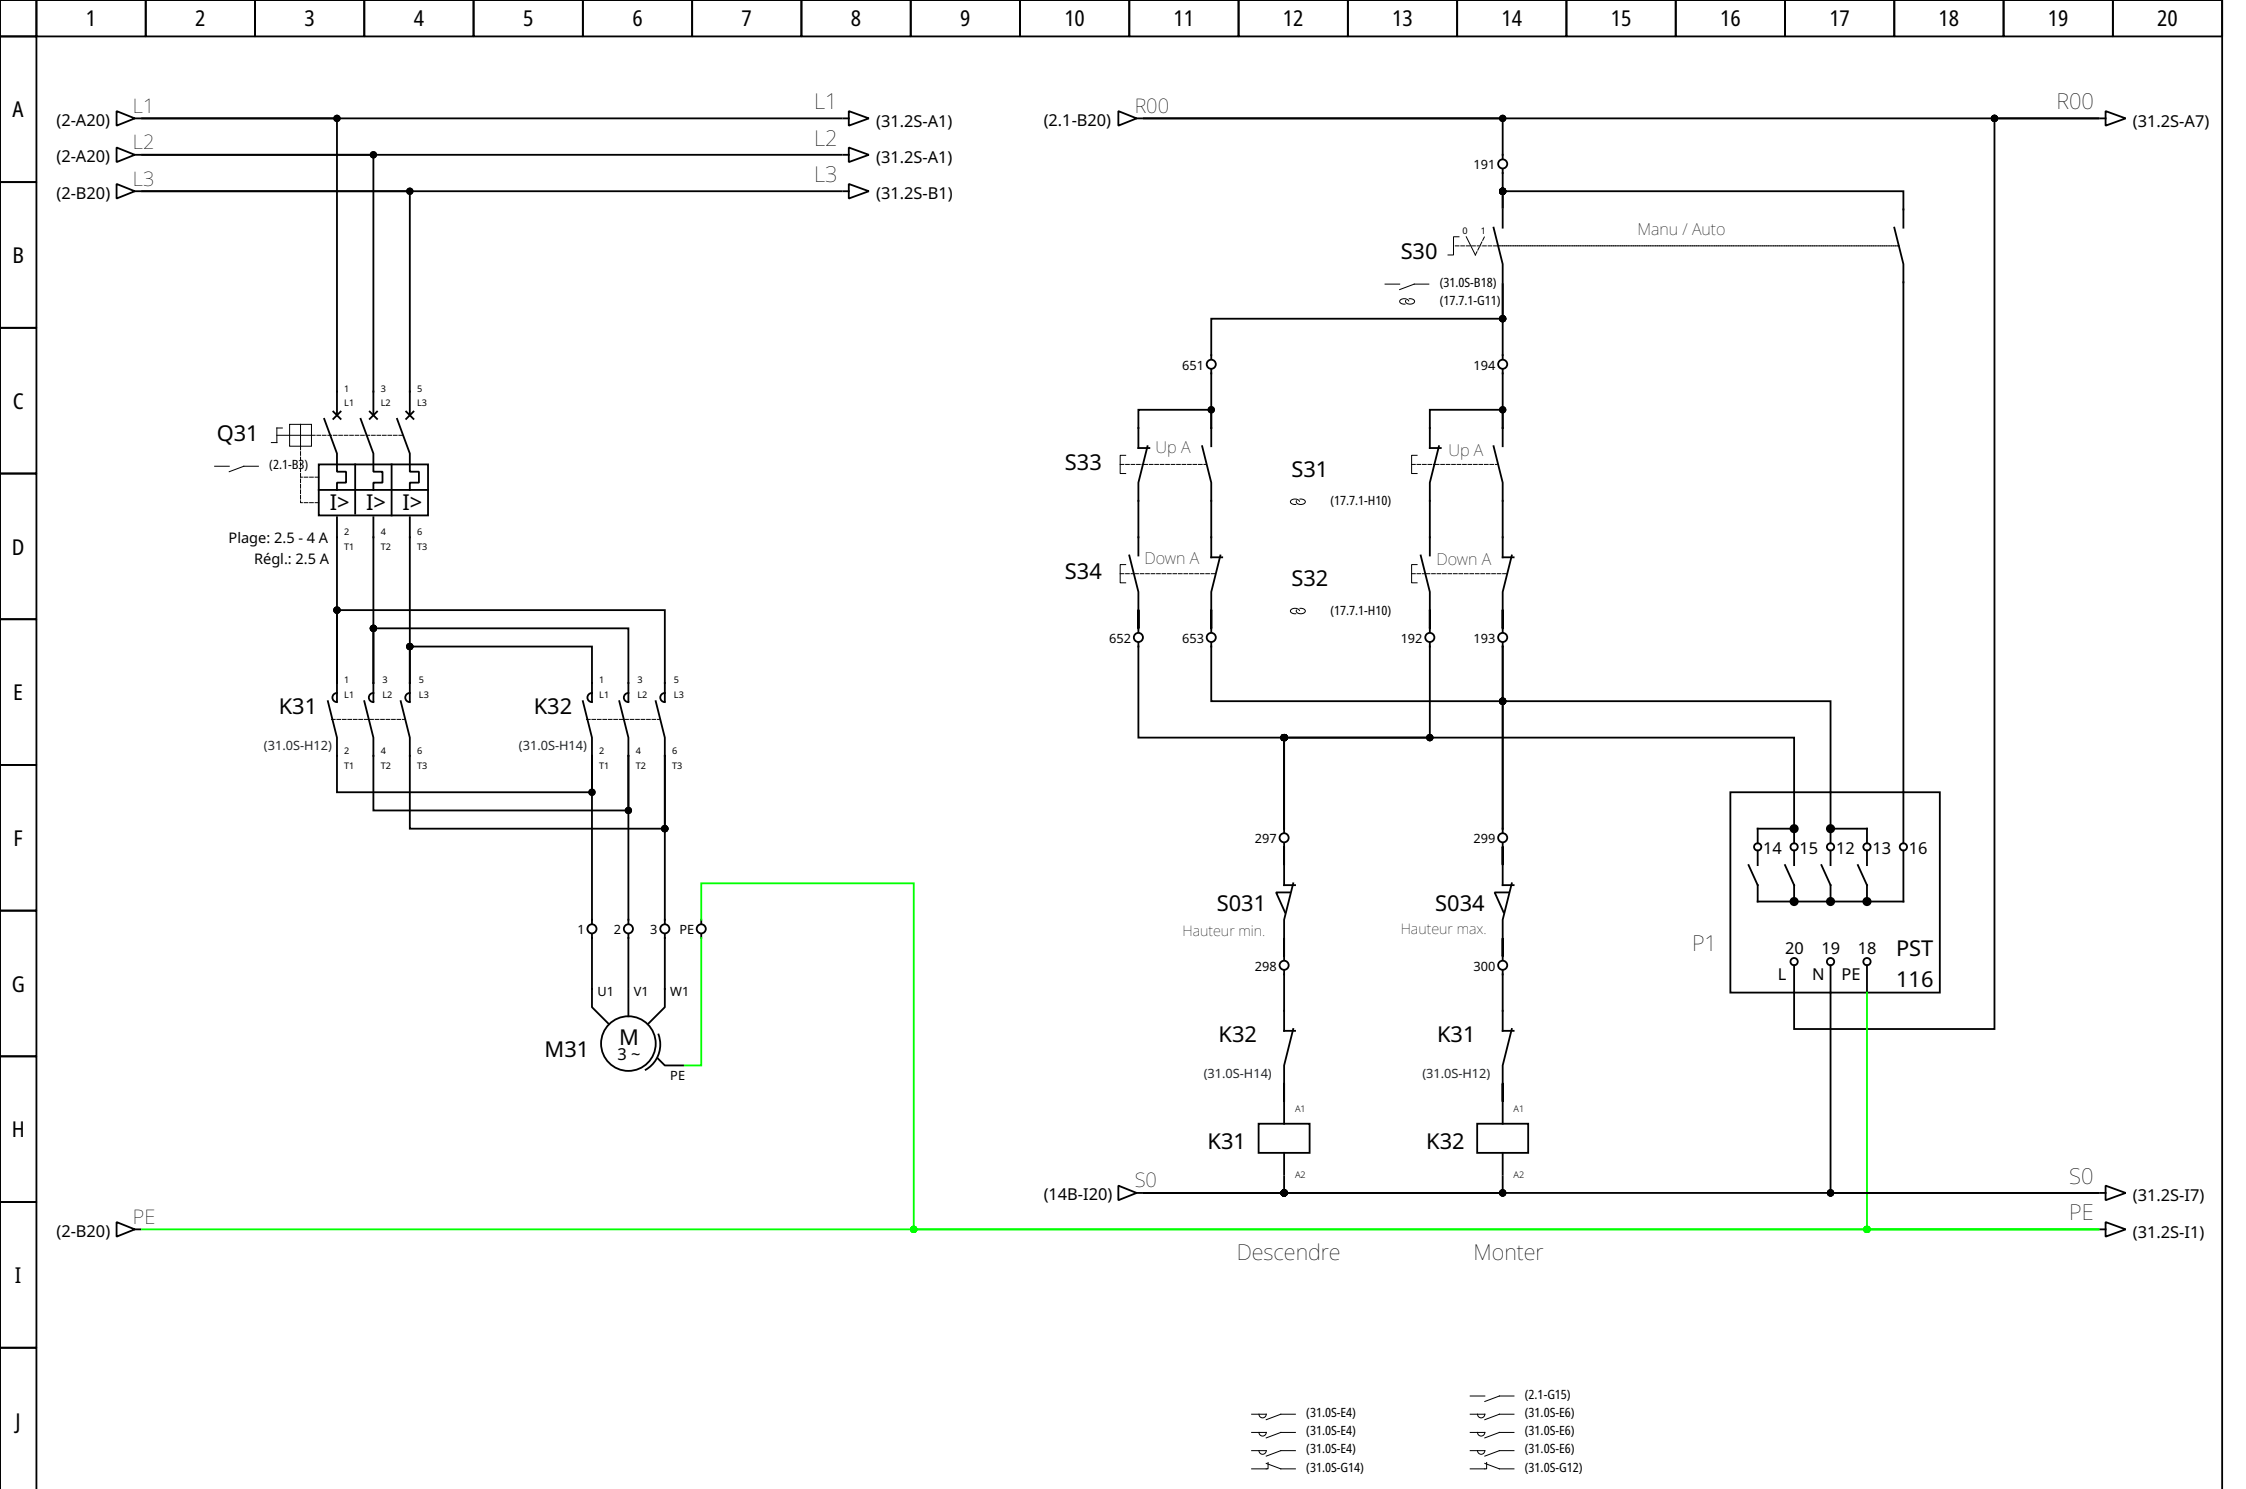 1 2 3 4 5 6 7 8 9 10 11 12 13 14 15 16 17 18 19 20
A
B
C
D
E
F
G
H
I
J
(2-A20) L1 L1 (31.2S-A1)
(2-A20) L2 L2 (31.2S-A1)
(2-B20) L3 L3 (31.2S-B1)
1 3 5
L1 L2 L3
Q31
(2.1-B3)
I> I> I>
2 4 6
T1 T2 T3
Plage: 2.5 - 4 A
Régl.: 2.5 A
1 3 5
L1 L2 L3
K31
(31.0S-H12)
2 4 6
T1 T2 T3
1 3 5
L1 L2 L3
K32
(31.0S-H14)
2 4 6
T1 T2 T3
1 2 3 PE
U1 V1 W1
M31
M
3 ~
PE
(2-B20) PE
(2.1-B20) R00 R00 (31.2S-A7)
191
0 1
S30
Manu / Auto
(31.0S-B18)
(17.7.1-G11)
651
194
S33
Up A
S31
Up A
(17.7.1-H10)
S34
Down A
S32
Down A
(17.7.1-H10)
652 653 192 193
297 299
S031
Hauteur min.
S034
Hauteur max.
298 300
K32
(31.0S-H14)
K31
(31.0S-H12)
A1 A1
K31 K32
A2 A2
14 15 12 13 16
P1
20 19 18
L N PE
PST
116
(14B-I20) S0 S0 (31.2S-I7)
PE (31.2S-I1)
Descendre Monter
(31.0S-E4)
(31.0S-E4)
(31.0S-E4)
(31.0S-G14)
(2.1-G15)
(31.0S-E6)
(31.0S-E6)
(31.0S-E6)
(31.0S-G12)